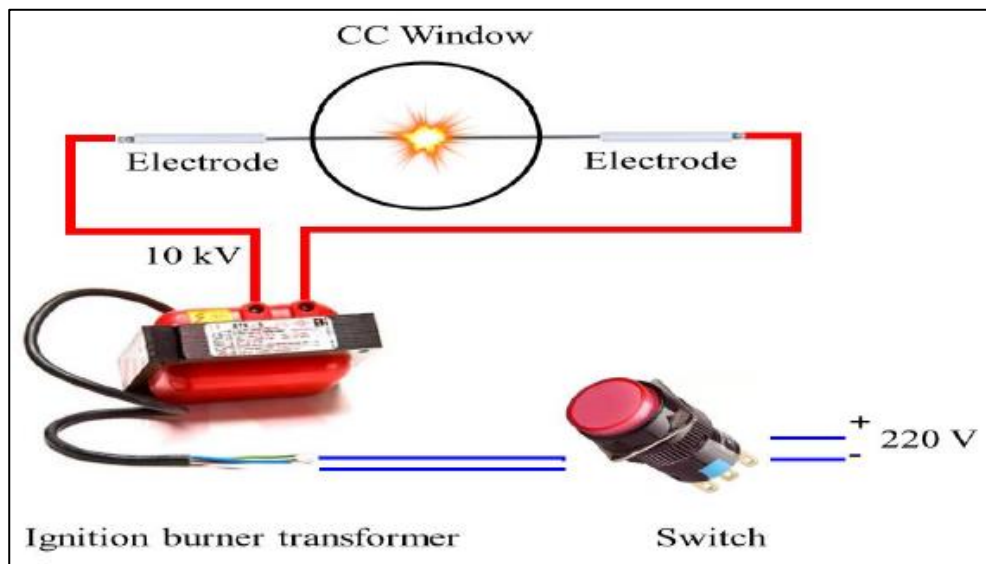 CC Window
Electrode
Electrode
10 kV
+
220 V
-
Ignition burner transformer
Switch